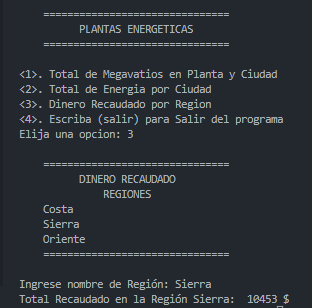 ==============================
PLANTAS ENERGETICAS
==============================
<1>. Total de Megavatios en Planta y Ciudad
<2>. Total de Energia por Ciudad
<3>. Dinero Recaudado por Region
<4>. Escriba (salir) para Salir del programa
Elija una opcion: 3
==============================
DINERO RECAUDADO
REGIONES
Costa
Sierra
Oriente
==============================
Ingrese nombre de Región: Sierra
Total Recaudado en la Región Sierra:  10453 $